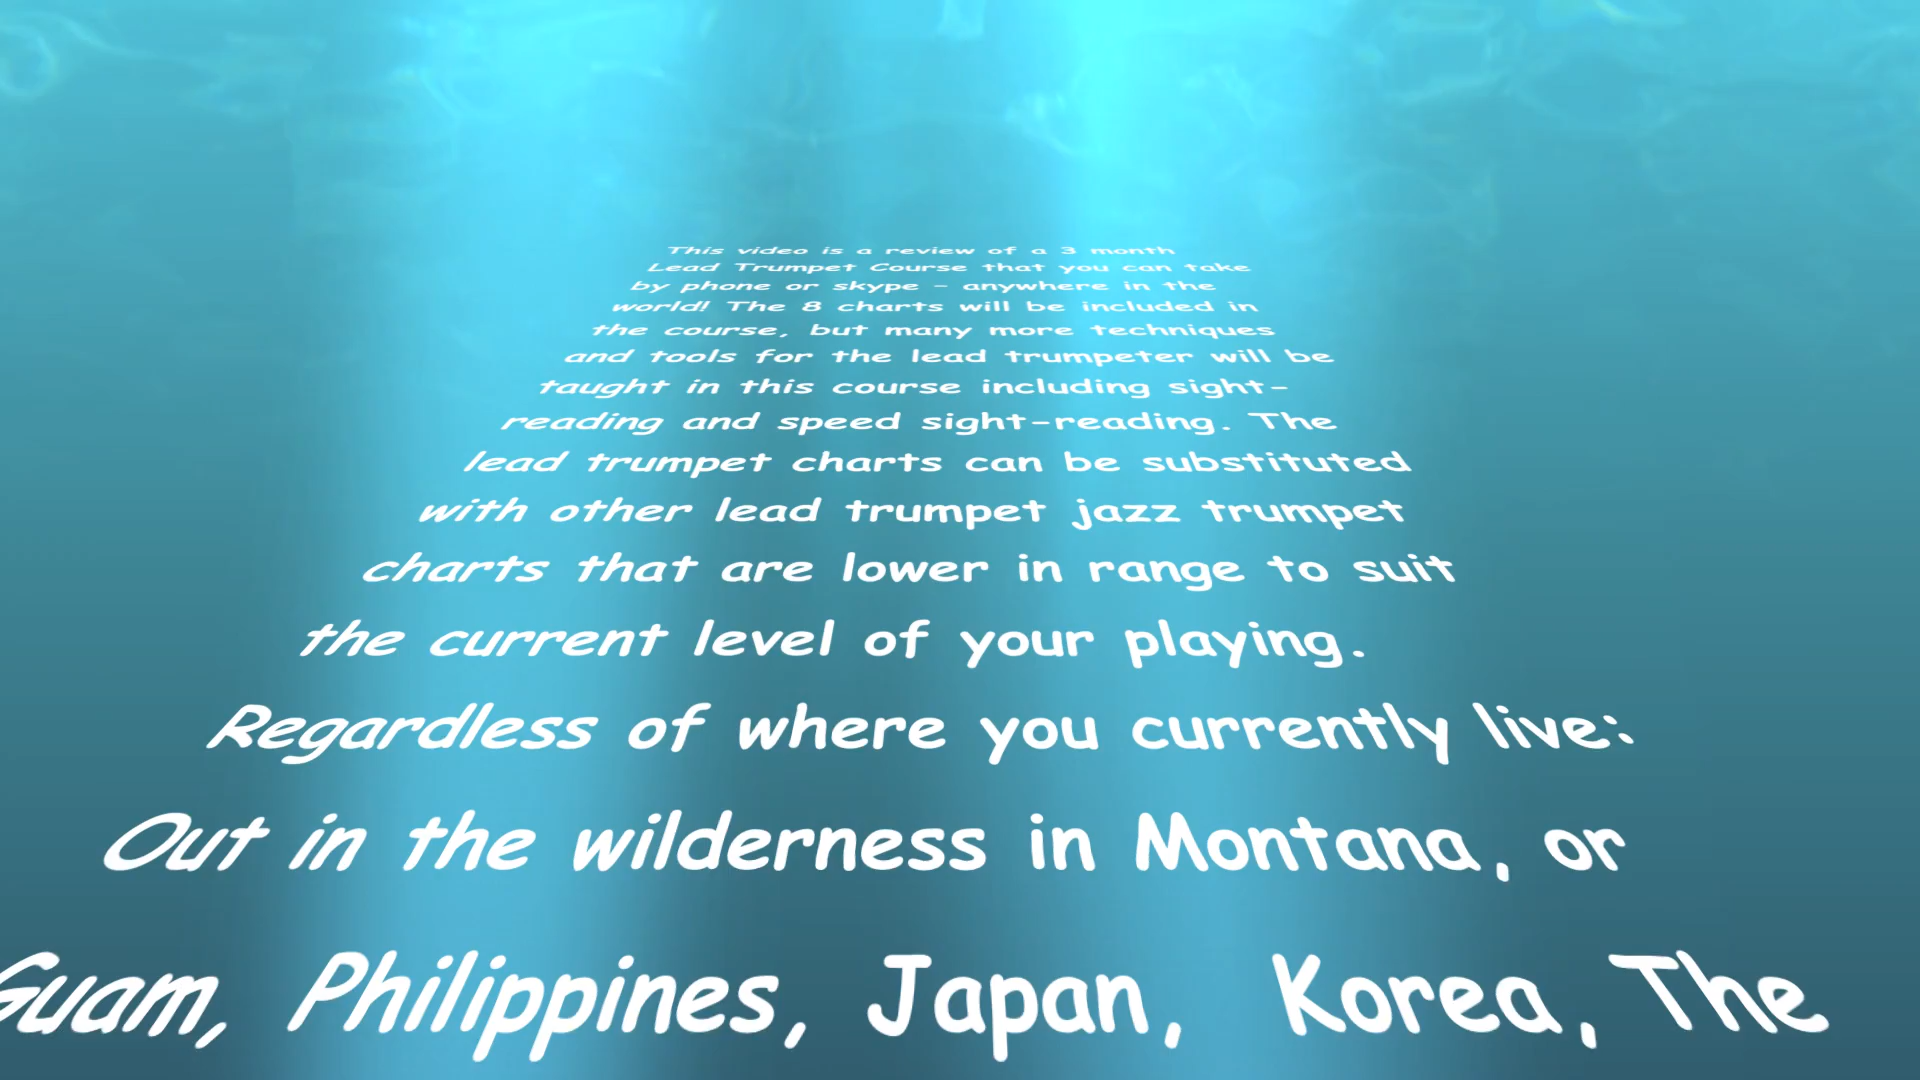 This video is a review of a 3 month
Lead Trumpet Course that you can take
by phone or skype - anywhere in the
world! The 8 charts will be included in
the course, but many more techniques
and tools for the lead trumpeter will be
taught in this course including sight-
reading and speed sight-reading. The
lead trumpet charts can be substituted
with other lead trumpet jazz trumpet
charts that are lower in range to suit
the current level of your playing.
Regardless of where you currently live:
Out in the wilderness in Montana, or
Guam, Philippines, Japan, Korea, The